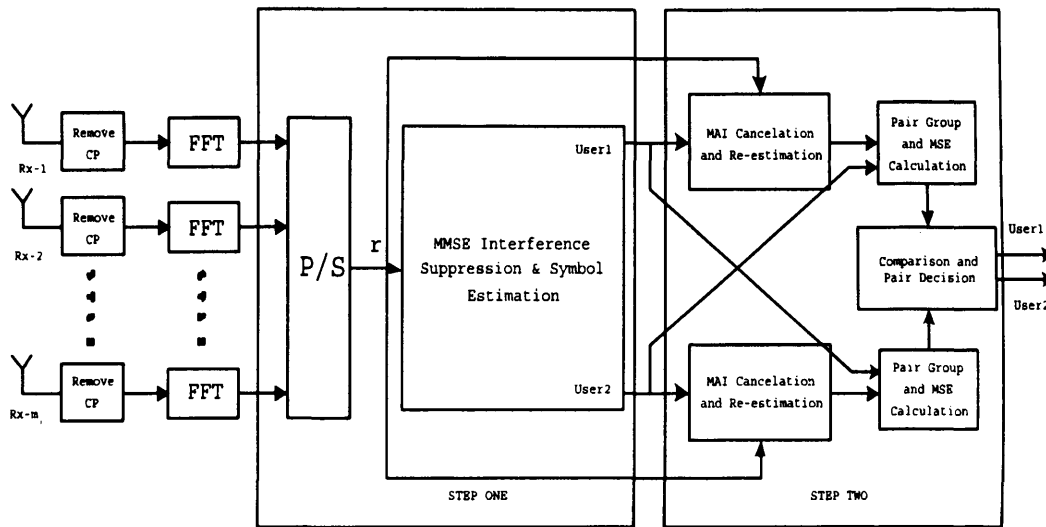 Rx-1
Remove
CP
FFT
Rx-2
Remove
CP
FFT
Rx-m
Remove
CP
FFT
P/S
r
MMSE Interference
Suppression & Symbol
Estimation
User1
User2
STEP ONE
MAI Cancelation
and Re-estimation
Pair Group
and MSE
Calculation
Comparison and
Pair Decision
User1
User2
MAI Cancelation
and Re-estimation
Pair Group
and MSE
Calculation
STEP TWO